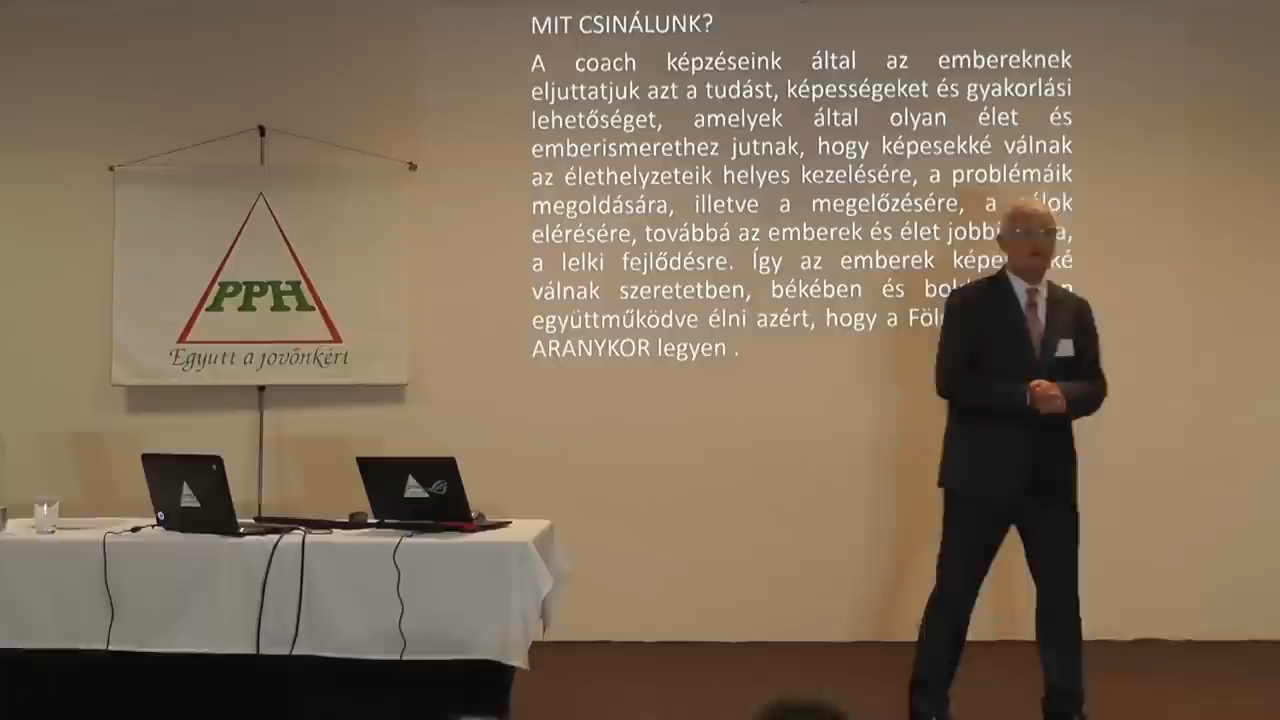 MIT CSINÁLUNK?
A coach képzéseink által az embereknek
eljuttatjuk azt a tudást, képességeket és gyakorlási
lehetőséget, amelyek által olyan élet és
emberismerethez jutnak, hogy képesekké válnak
az élethelyzeteik helyes kezelésére, a problémáik
megoldására, illetve a megelőzésére, a
elérésére, továbbá az emberek és élet
a lelki fejlődésre. Így az emberek
válnak szeretetben, békében és
együttműködve élni azért, hogy a
ARANYKOR legyen .
PPH
Együtt a jövőnkért